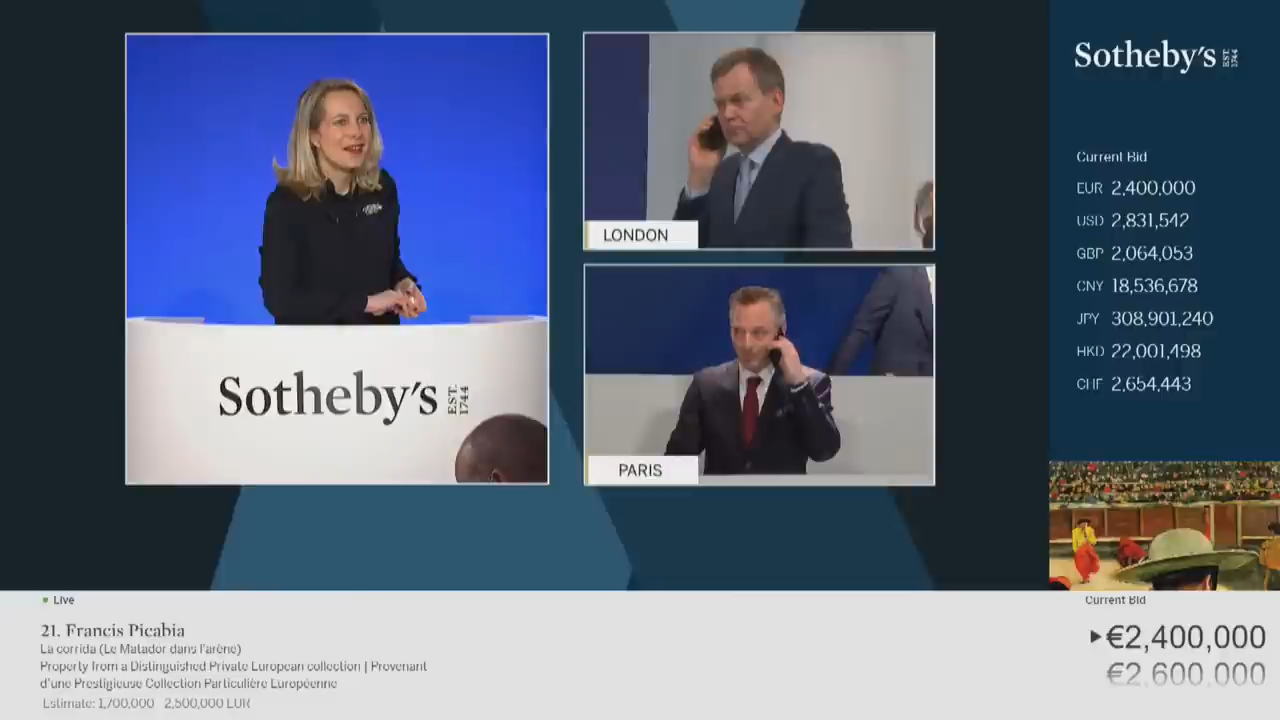 Sotheby's EST. 1744
LONDON
PARIS
Sotheby's EST. 1744
Current Bid
EUR 2,400,000
USD 2,831,542
GBP 2,064,053
CNY 18,536,678
JPY 308,901,240
HKD 22,001,498
CHF 2,654,443
Live
21. Francis Picabia
La corrida (Le Matador dans l'arène)
Property from a Distinguished Private European collection | Provenant
d'une Prestigieuse Collection Particulière Européenne
Estimate: 1,700,000 2,500,000 EUR
Current Bid
€2,400,000
€2,600,000